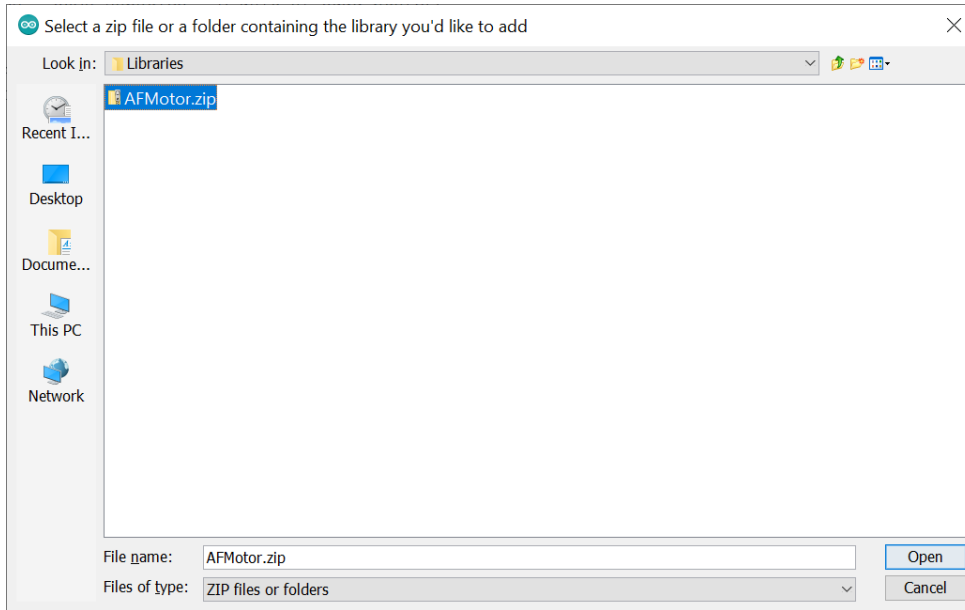 Select a zip file or a folder containing the library you'd like to add
Look in: Libraries
AFMotor.zip
Recent I...
Desktop
Docume...
This PC
Network
File name: AFMotor.zip Open
Files of type: ZIP files or folders Cancel